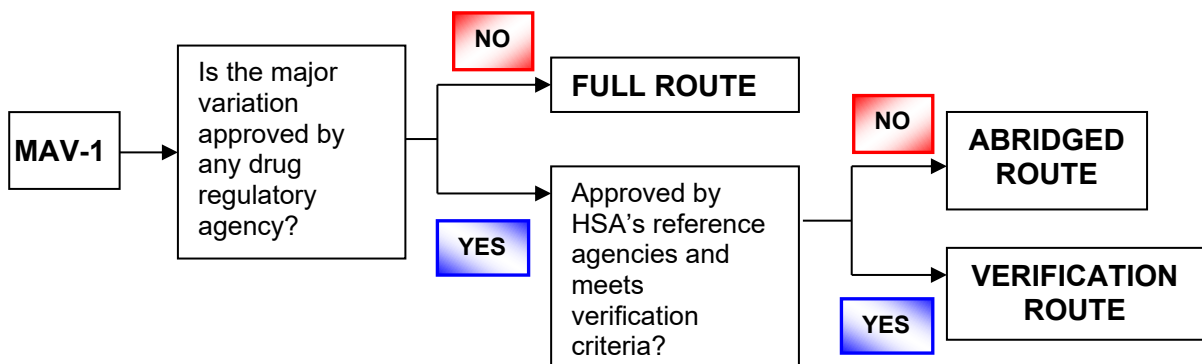 MAV-1
Is the major
variation
approved by
any drug
regulatory
agency?
NO
FULL ROUTE
YES
Approved by
HSA’s reference
agencies and
meets
verification
criteria?
NO
ABRIDGED
ROUTE
YES
VERIFICATION
ROUTE